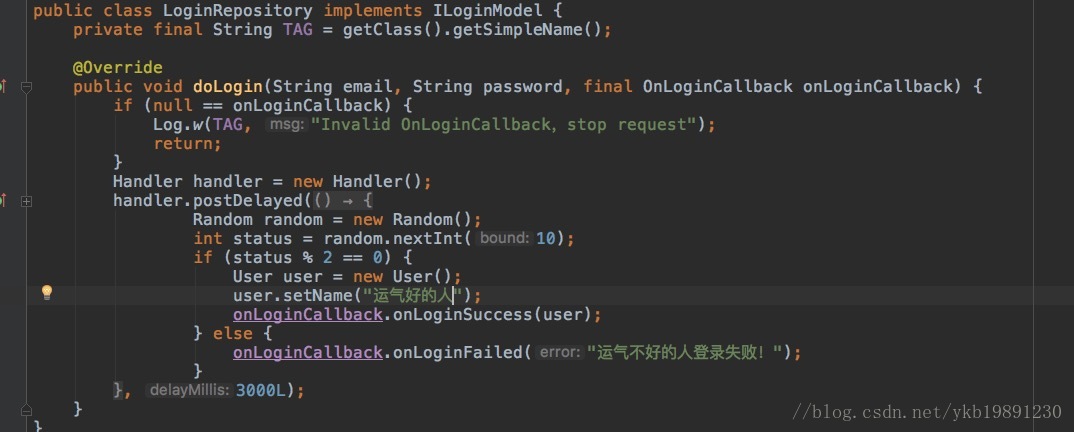 public class LoginRepository implements ILoginModel {
private final String TAG = getClass().getSimpleName();
@Override
public void doLogin(String email, String password, final OnLoginCallback onLoginCallback) {
if (null == onLoginCallback) {
Log.w(TAG, msg: "Invalid OnLoginCallback, stop request");
return;
}
Handler handler = new Handler();
handler.postDelayed(() → {
Random random = new Random();
int status = random.nextInt( bound: 10);
if (status % 2 == 0) {
User user = new User();
user.setName("运气好的人");
onLoginCallback.onLoginSuccess(user);
} else {
onLoginCallback.onLoginFailed( error: "运气不好的人登录失败！");
}
}, delayMillis: 3000L);
}
}
//blog.csdn.net/ykb19891230